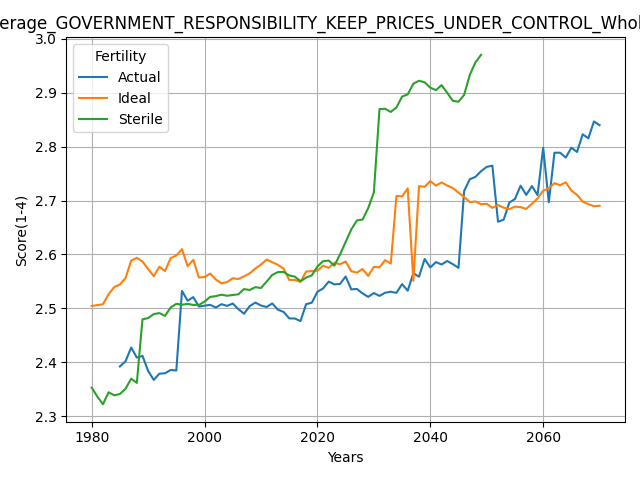 erage_GOVERNMENT_RESPONSIBILITY_KEEP_PRICES_UNDER_CONTROL_Whol
3.0
2.9
2.8
2.7
2.6
2.5
2.4
2.3
Score(1-4)
Fertility
Actual
Ideal
Sterile
1980
2000
2020
2040
2060
Years